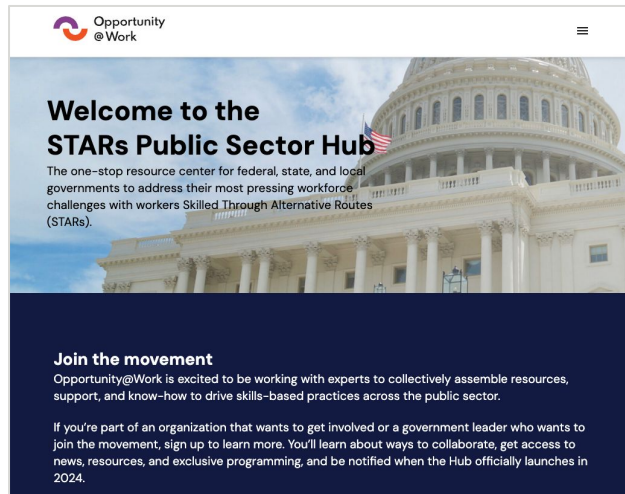 Opportunity
@Work
Welcome to the
STARs Public Sector Hub
The one-stop resource center for federal, state, and local
governments to address their most pressing workforce
challenges with workers Skilled Through Alternative Routes
(STARs).
Join the movement
Opportunity@Work is excited to be working with experts to collectively assemble resources,
support, and know-how to drive skills-based practices across the public sector.
If you’re part of an organization that wants to get involved or a government leader who wants to
join the movement, sign up to learn more. You’ll learn about ways to collaborate, get access to
news, resources, and exclusive programming, and be notified when the Hub officially launches in
2024.